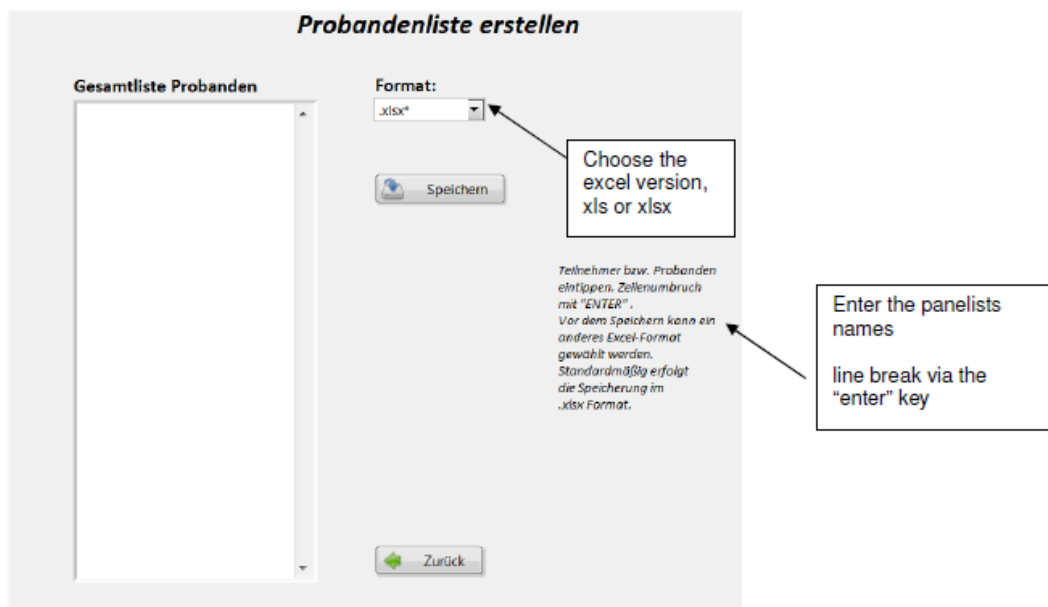 Probandenliste erstellen
Gesamtliste Probanden
Format:
.xlsx*
Speichern
Choose the
excel version,
xls or xlsx
Teilnehmer bzw. Probanden
eintippen. Zeilenumbruch
mit "ENTER" .
Vor dem Speichern kann ein
anderes Excel-Format
gewählt werden.
Standardmäßig erfolgt
die Speicherung im
.xlsx Format.
Enter the panelists
names
line break via the
“enter” key
Zurück